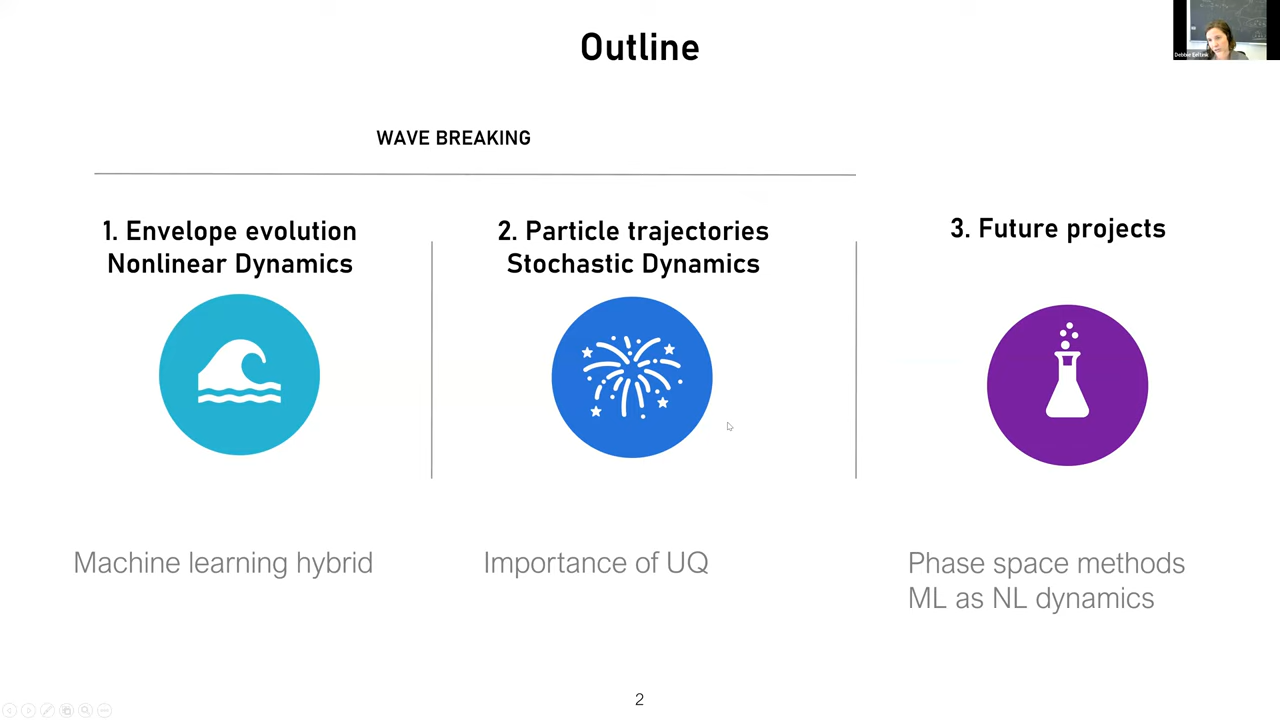 Outline
WAVE BREAKING
1. Envelope evolution
Nonlinear Dynamics
2. Particle trajectories
Stochastic Dynamics
3. Future projects
Machine learning hybrid
Importance of UQ
Phase space methods
ML as NL dynamics
2